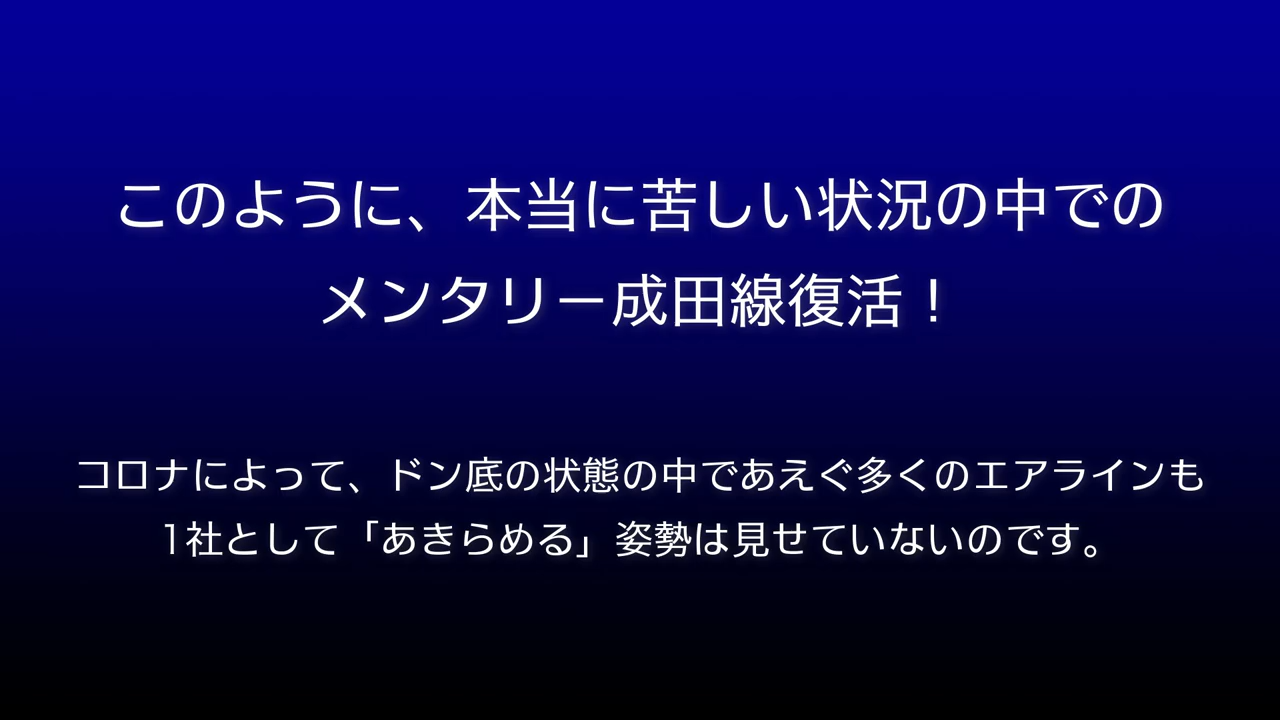 このように、本当に苦しい状況の中での
メンタリー成田線復活！
コロナによって、ドン底の状態の中であえぐ多くのエアラインも
1社として「あきらめる」姿勢は見せていないのです。